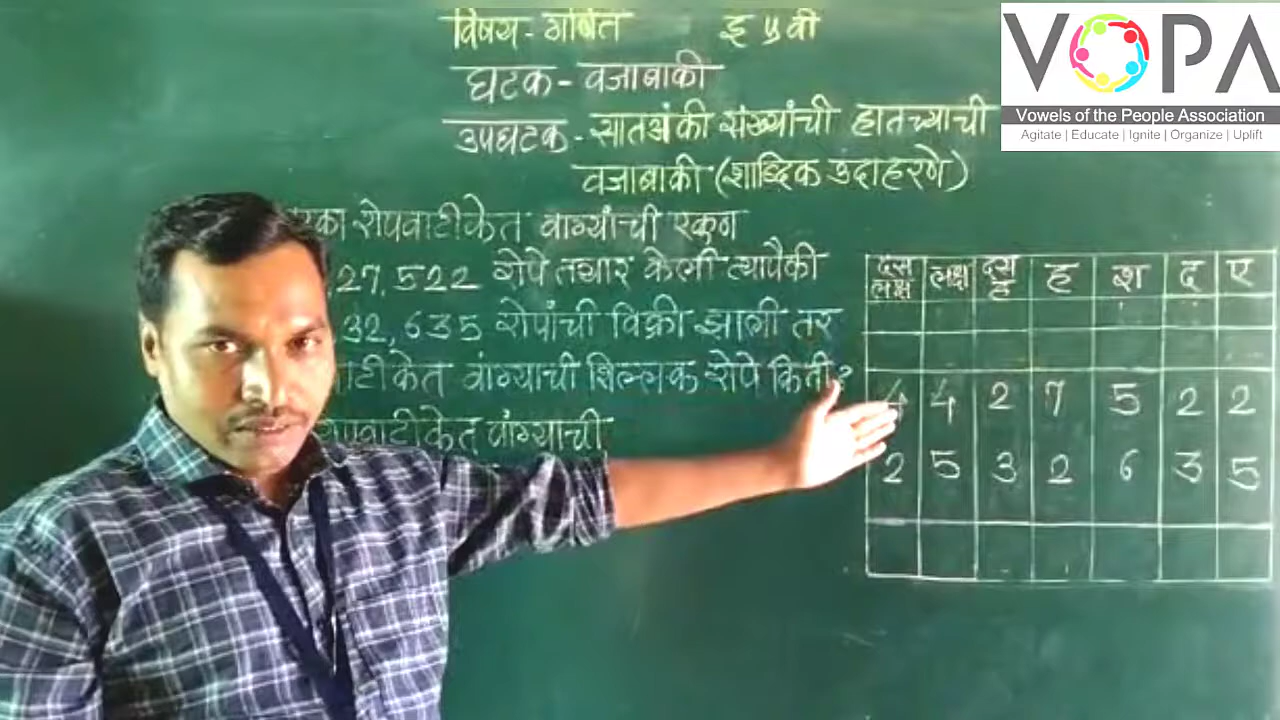 विषय - गणित इ ५ वी
घटक - वजाबाकी
उपघटक - सातअंकी संख्यांची हातच्याची
वजाबाकी (शाब्दिक उदाहरणे)
VOPA
Vowels of the People Association
Agitate | Educate | Ignite | Organize | Uplift
रोपवाटीकेत वांग्यांची एकुन
27,522 रोपे तयार केली त्यापैकी
32,635 रोपांची विक्री झाली तर
वांग्याची शिल्लक रोपे किती?
वांग्याची
दस लक्ष लक्ष दस ह ह श द ए
4 4 2 7 5 2 2
2 5 3 2 6 3 5